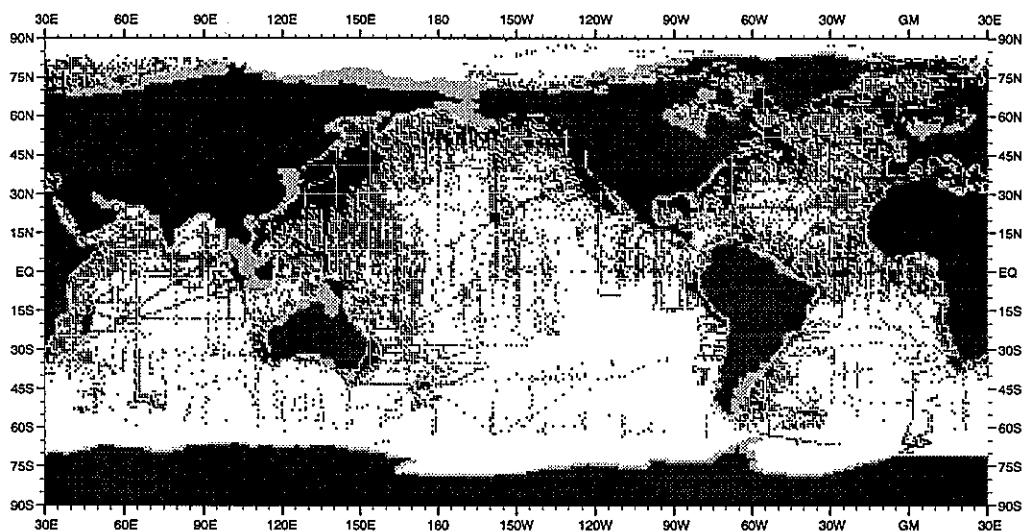 30E 60E 90E 120E 150E 180 150W 120W 90W 60W 30W GM 30E
90N 90N
75N 75N
60N 60N
45N 45N
30N 30N
15N 15N
EQ EQ
15S 15S
30S 30S
45S 45S
60S 60S
75S 75S
90S 90S
30E 60E 90E 120E 150E 180 150W 120W 90W 60W 30W GM 30E